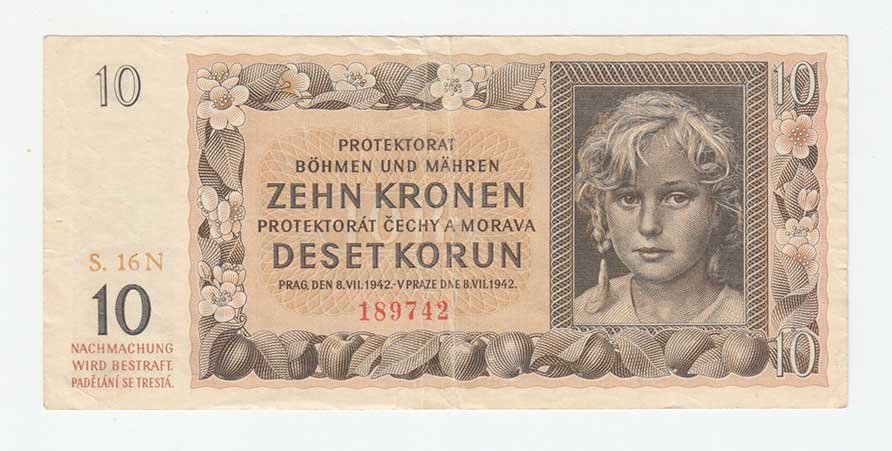 10
10
PROTEKTORAT
BÖHMEN UND MÄHREN
ZEHN KRONEN
PROTEKTORÁT ČECHY A MORAVA
DESET KORUN
PRAG, DEN 8.VII.1942.-V PRAZE DNE 8.VII.1942.
189742
S. 16 N
10
NACHMACHUNG
WIRD BESTRAFT.
PADĚLÁNÍ SE TRESTÁ.
10